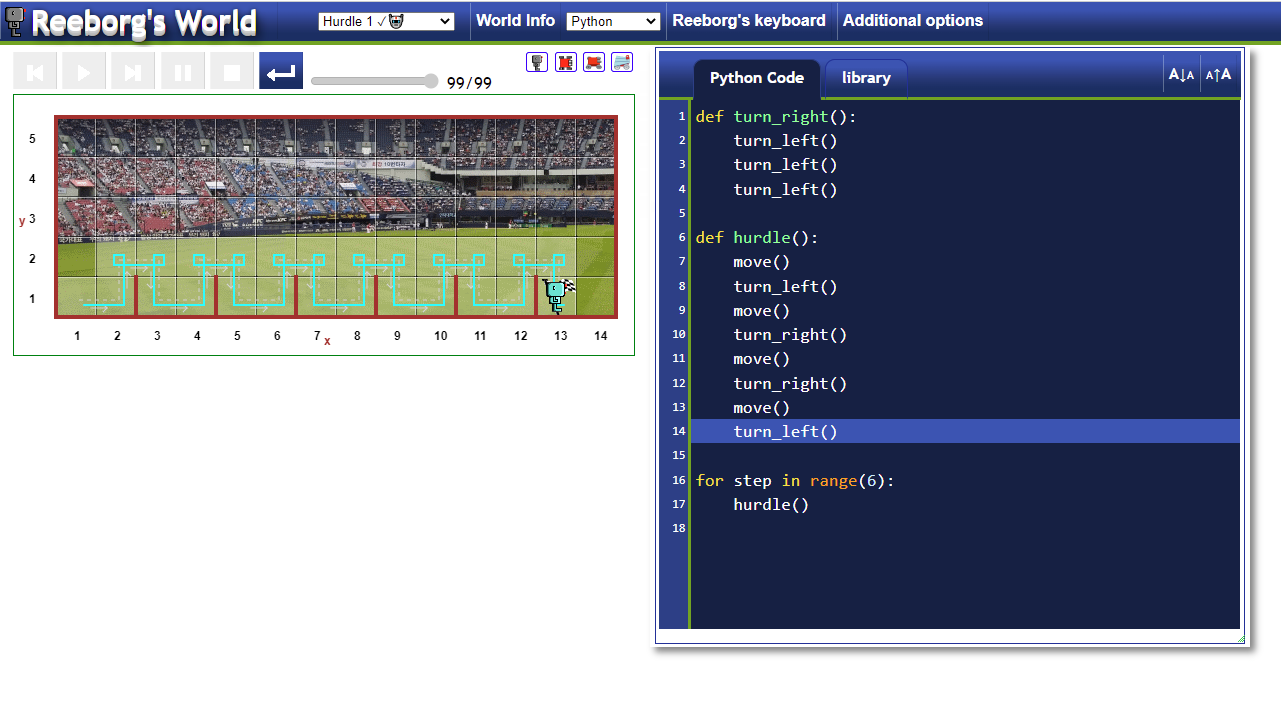 Reeborg's World
Hurdle 1 ✓
World Info
Python
Reeborg's keyboard
Additional options
99/99
Python Code
library
A↓A
A↑A
5
4
y 3
2
1
1 2 3 4 5 6 7 x 8 9 10 11 12 13 14
1 def turn_right():
2     turn_left()
3     turn_left()
4     turn_left()
5
6 def hurdle():
7     move()
8     turn_left()
9     move()
10     turn_right()
11     move()
12     turn_right()
13     move()
14     turn_left()
15
16 for step in range(6):
17     hurdle()
18